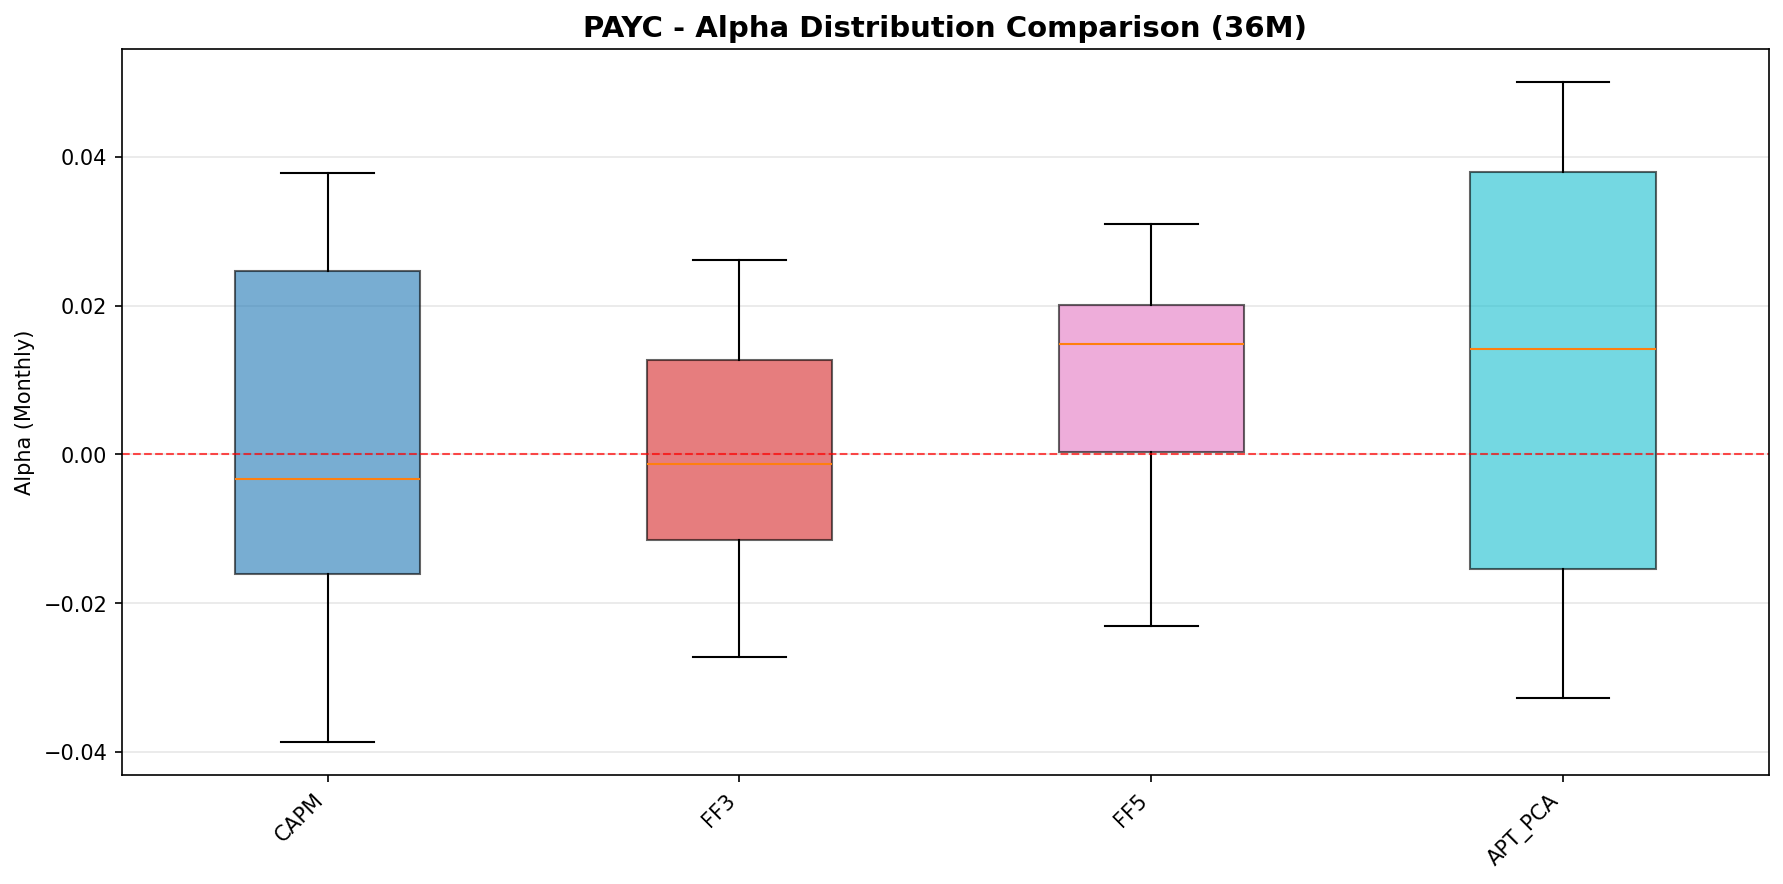 PAYC - Alpha Distribution Comparison (36M)
Alpha (Monthly)
0.04
0.02
0.00
−0.02
−0.04
CAPM
FF3
FF5
APT_PCA